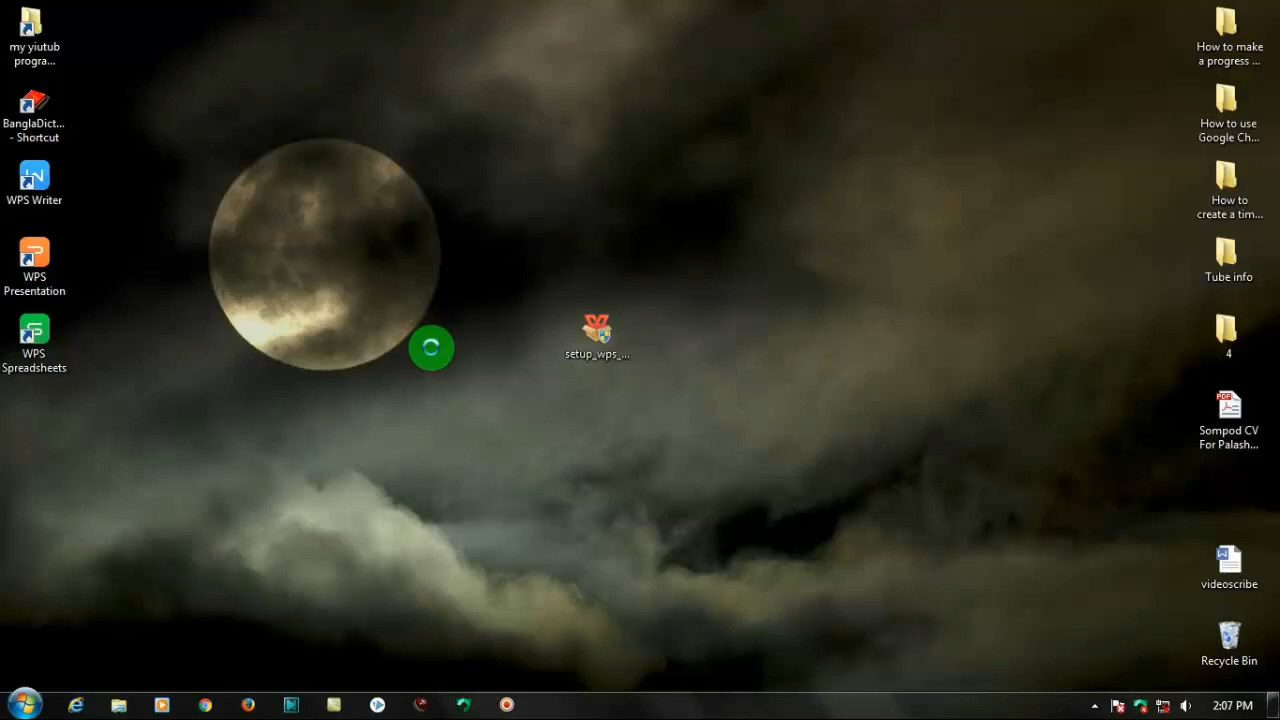 my yiutub
progra...
BanglaDict...
- Shortcut
WPS Writer
WPS
Presentation
WPS
Spreadsheets
setup_wps_...
How to make
a progress ...
How to use
Google Ch...
How to
create a tim...
Tube info
4
PDF
Sompod CV
For Palash...
W
videoscribe
Recycle Bin
2:07 PM